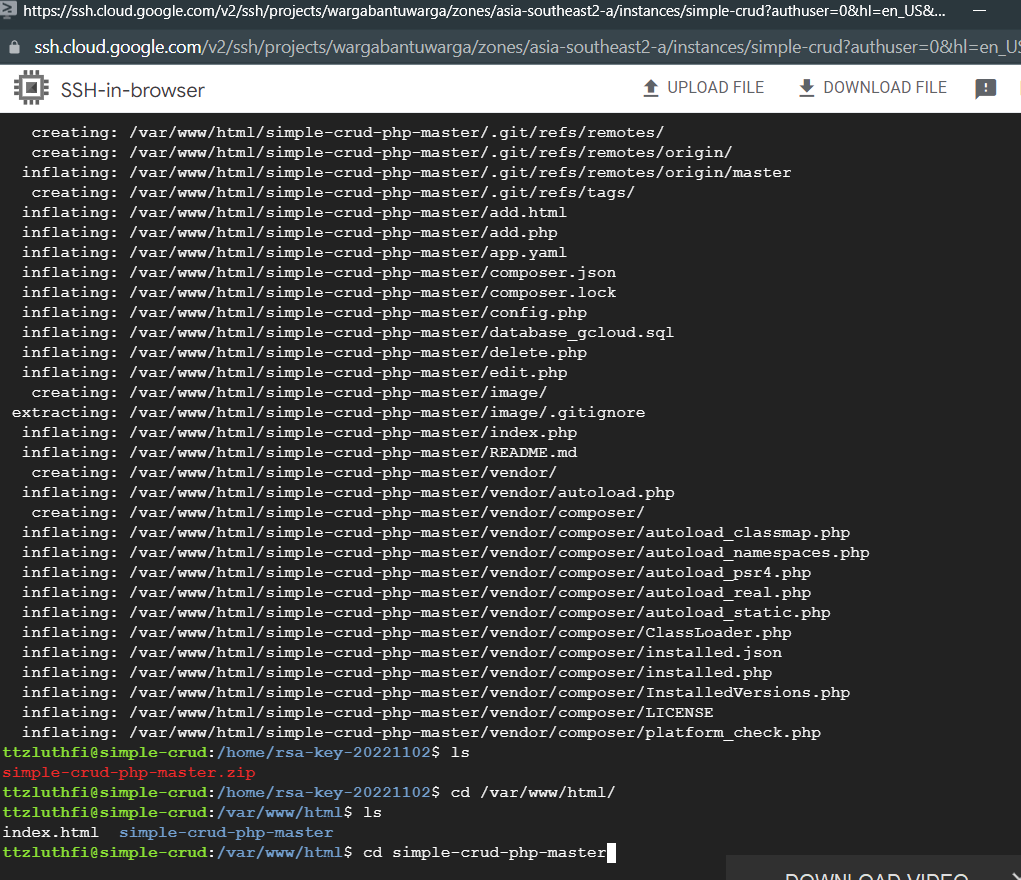 https://ssh.cloud.google.com/v2/ssh/projects/wargabantuwarga/zones/asia-southeast2-a/instances/simple-crud?authuser=0&hl=en_US&...
ssh.cloud.google.com/v2/ssh/projects/wargabantuwarga/zones/asia-southeast2-a/instances/simple-crud?authuser=0&hl=en_US
SSH-in-browser UPLOAD FILE DOWNLOAD FILE
creating: /var/www/html/simple-crud-php-master/.git/refs/remotes/
creating: /var/www/html/simple-crud-php-master/.git/refs/remotes/origin/
inflating: /var/www/html/simple-crud-php-master/.git/refs/remotes/origin/master
creating: /var/www/html/simple-crud-php-master/.git/refs/tags/
inflating: /var/www/html/simple-crud-php-master/add.html
inflating: /var/www/html/simple-crud-php-master/add.php
inflating: /var/www/html/simple-crud-php-master/app.yaml
inflating: /var/www/html/simple-crud-php-master/composer.json
inflating: /var/www/html/simple-crud-php-master/composer.lock
inflating: /var/www/html/simple-crud-php-master/config.php
inflating: /var/www/html/simple-crud-php-master/database_gcloud.sql
inflating: /var/www/html/simple-crud-php-master/delete.php
inflating: /var/www/html/simple-crud-php-master/edit.php
creating: /var/www/html/simple-crud-php-master/image/
extracting: /var/www/html/simple-crud-php-master/image/.gitignore
inflating: /var/www/html/simple-crud-php-master/index.php
inflating: /var/www/html/simple-crud-php-master/README.md
creating: /var/www/html/simple-crud-php-master/vendor/
inflating: /var/www/html/simple-crud-php-master/vendor/autoload.php
creating: /var/www/html/simple-crud-php-master/vendor/composer/
inflating: /var/www/html/simple-crud-php-master/vendor/composer/autoload_classmap.php
inflating: /var/www/html/simple-crud-php-master/vendor/composer/autoload_namespaces.php
inflating: /var/www/html/simple-crud-php-master/vendor/composer/autoload_psr4.php
inflating: /var/www/html/simple-crud-php-master/vendor/composer/autoload_real.php
inflating: /var/www/html/simple-crud-php-master/vendor/composer/autoload_static.php
inflating: /var/www/html/simple-crud-php-master/vendor/composer/ClassLoader.php
inflating: /var/www/html/simple-crud-php-master/vendor/composer/installed.json
inflating: /var/www/html/simple-crud-php-master/vendor/composer/installed.php
inflating: /var/www/html/simple-crud-php-master/vendor/composer/InstalledVersions.php
inflating: /var/www/html/simple-crud-php-master/vendor/composer/LICENSE
inflating: /var/www/html/simple-crud-php-master/vendor/composer/platform_check.php
ttzluthfi@simple-crud:/home/rsa-key-20221102$ ls
simple-crud-php-master.zip
ttzluthfi@simple-crud:/home/rsa-key-20221102$ cd /var/www/html/
ttzluthfi@simple-crud:/var/www/html$ ls
index.html simple-crud-php-master
ttzluthfi@simple-crud:/var/www/html$ cd simple-crud-php-master
DOWNLOAD VIDEO